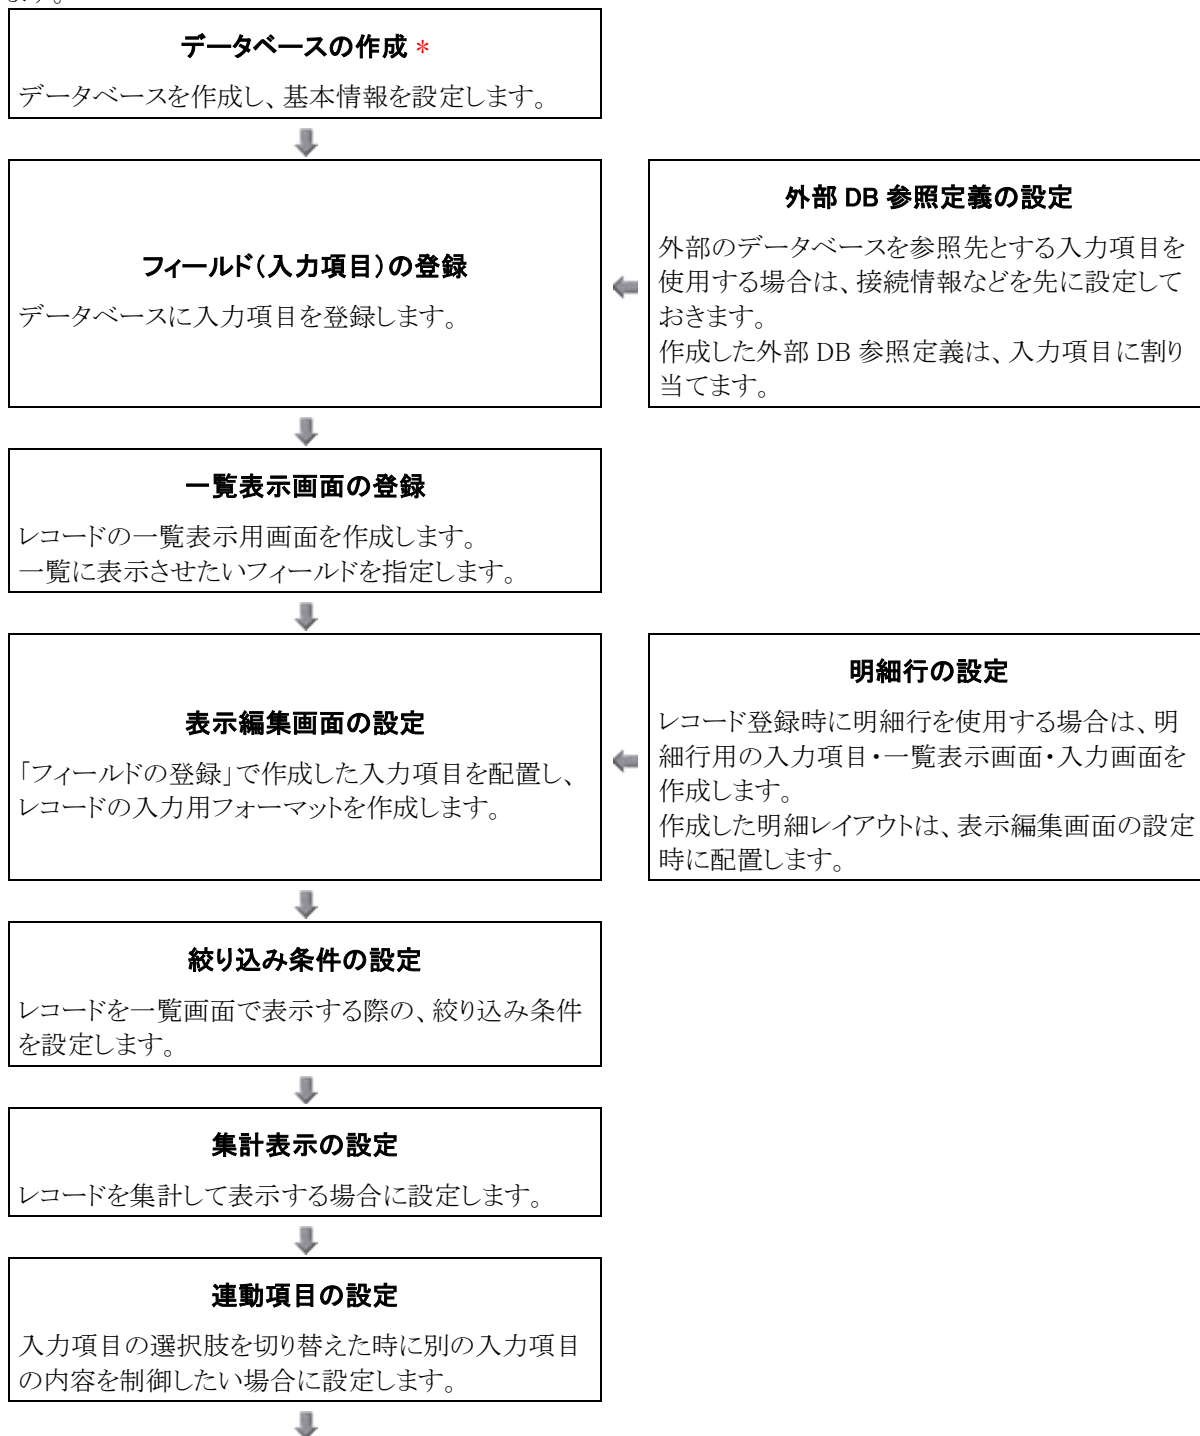 ます。
データベースの作成 *
データベースを作成し、基本情報を設定します。
フィールド（入力項目）の登録
データベースに入力項目を登録します。
外部 DB 参照定義の設定
外部のデータベースを参照先とする入力項目を
使用する場合は、接続情報などを先に設定して
おきます。
作成した外部 DB 参照定義は、入力項目に割り
当てます。
一覧表示画面の登録
レコードの一覧表示用画面を作成します。
一覧に表示させたいフィールドを指定します。
表示編集画面の設定
「フィールドの登録」で作成した入力項目を配置し、
レコードの入力用フォーマットを作成します。
明細行の設定
レコード登録時に明細行を使用する場合は、明
細行用の入力項目・一覧表示画面・入力画面を
作成します。
作成した明細レイアウトは、表示編集画面の設定
時に配置します。
絞り込み条件の設定
レコードを一覧画面で表示する際の、絞り込み条件
を設定します。
集計表示の設定
レコードを集計して表示する場合に設定します。
連動項目の設定
入力項目の選択肢を切り替えた時に別の入力項目
の内容を制御したい場合に設定します。